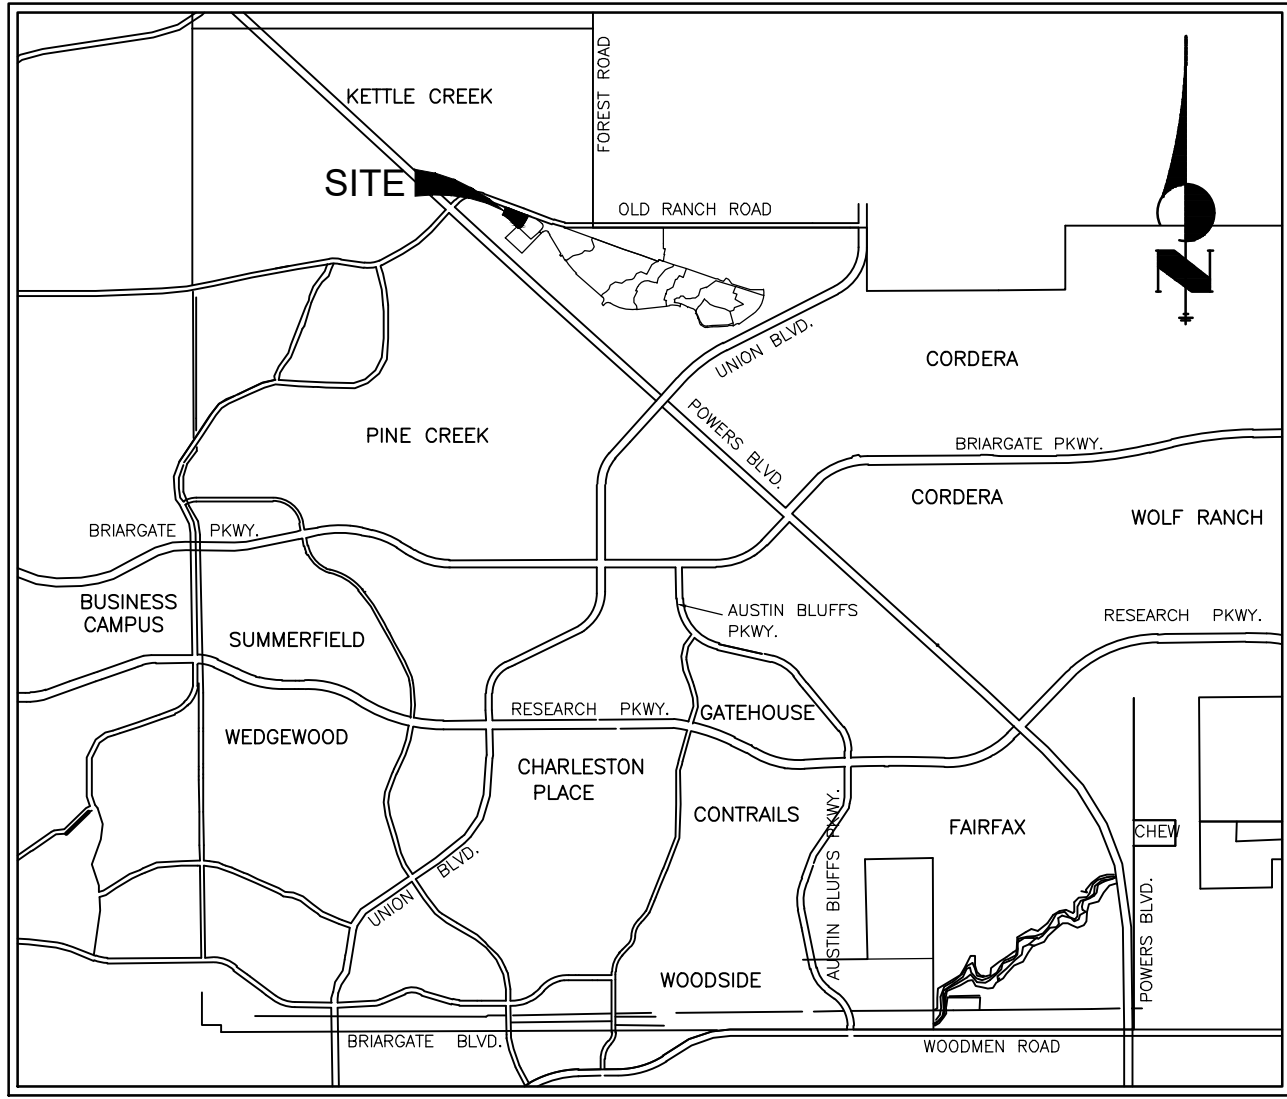 KETTLE CREEK
FOREST ROAD
SITE
OLD RANCH ROAD
N
UNION BLVD.
CORDERA
POWERS BLVD.
PINE CREEK
BRIARGATE PKWY.
CORDERA
WOLF RANCH
BRIARGATE PKWY.
BUSINESS
CAMPUS
SUMMERFIELD
AUSTIN BLUFFS
PKWY.
RESEARCH PKWY.
RESEARCH PKWY.
GATEHOUSE
WEDGEWOOD
CHARLESTON
PLACE
CONTRAILS
AUSTIN BLUFFS PKWY.
FAIRFAX
CHEW
UNION BLVD.
POWERS BLVD.
WOODSIDE
BRIARGATE BLVD.
WOODMEN ROAD